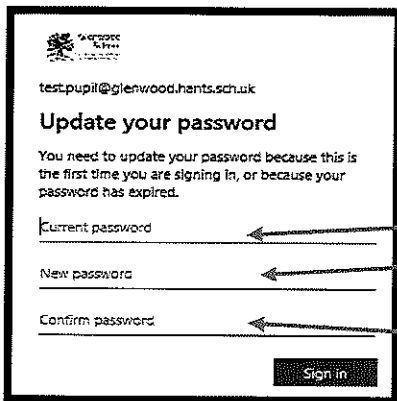 Glenwood
School
test.pupil@glenwood.hants.sch.uk
Update your password
You need to update your password because this is
the first time you are signing in, or because your
password has expired.
Current password
New password
Confirm password
Sign in